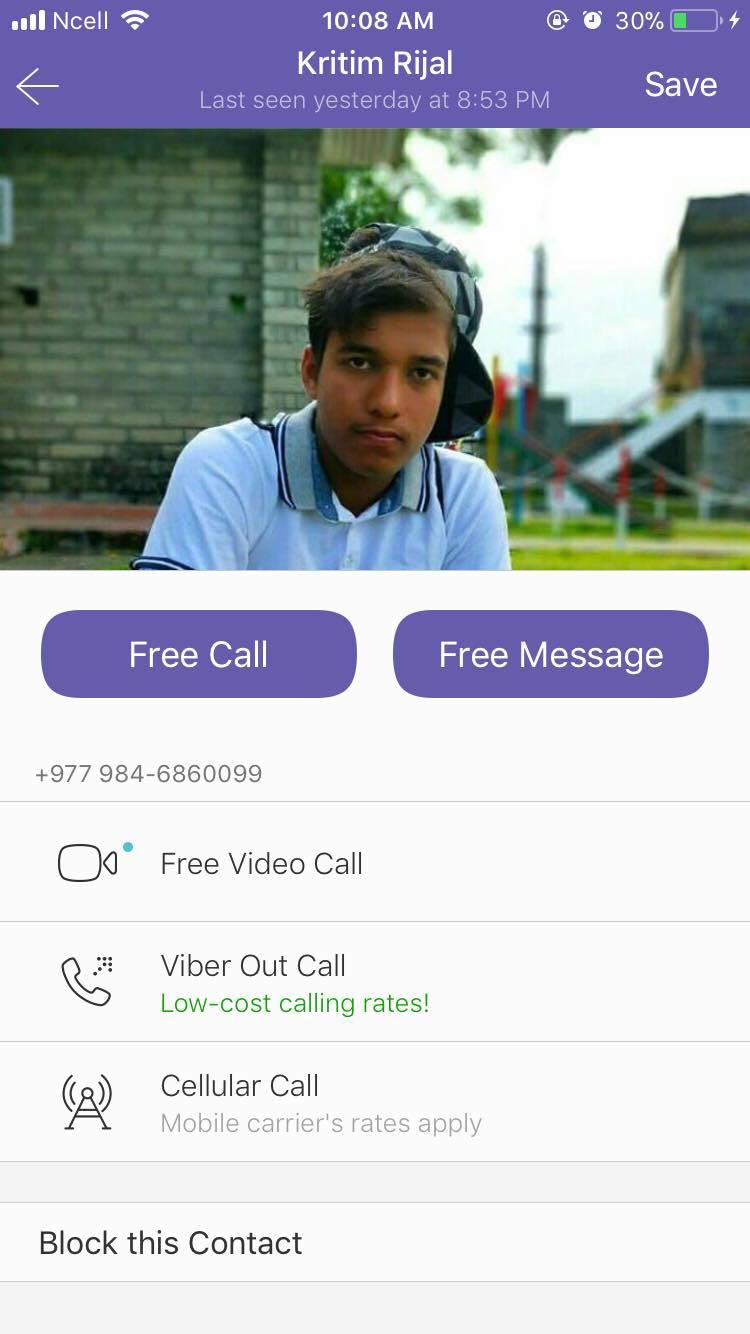 Ncell 10:08 AM 30%
Kritim Rijal
Last seen yesterday at 8:53 PM
Save
Free Call
Free Message
+977 984-6860099
Free Video Call
Viber Out Call
Low-cost calling rates!
Cellular Call
Mobile carrier's rates apply
Block this Contact